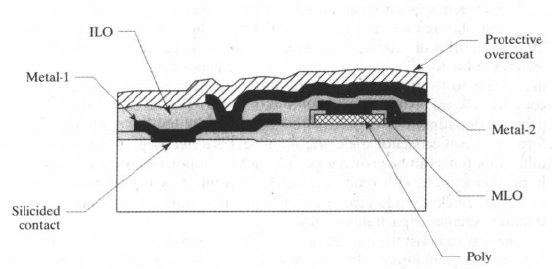 ILO
Protective
overcoat
Metal-1
Metal-2
MLO
Silicided
contact
Poly